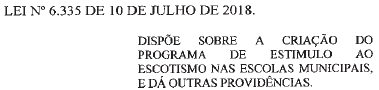 LEI Nº 6.335 DE 10 DE JULHO DE 2018.
DISPÕE SOBRE A CRIAÇÃO DO
PROGRAMA DE ESTIMULO AO
ESCOTISMO NAS ESCOLAS MUNICIPAIS,
E DÁ OUTRAS PROVIDÊNCIAS.